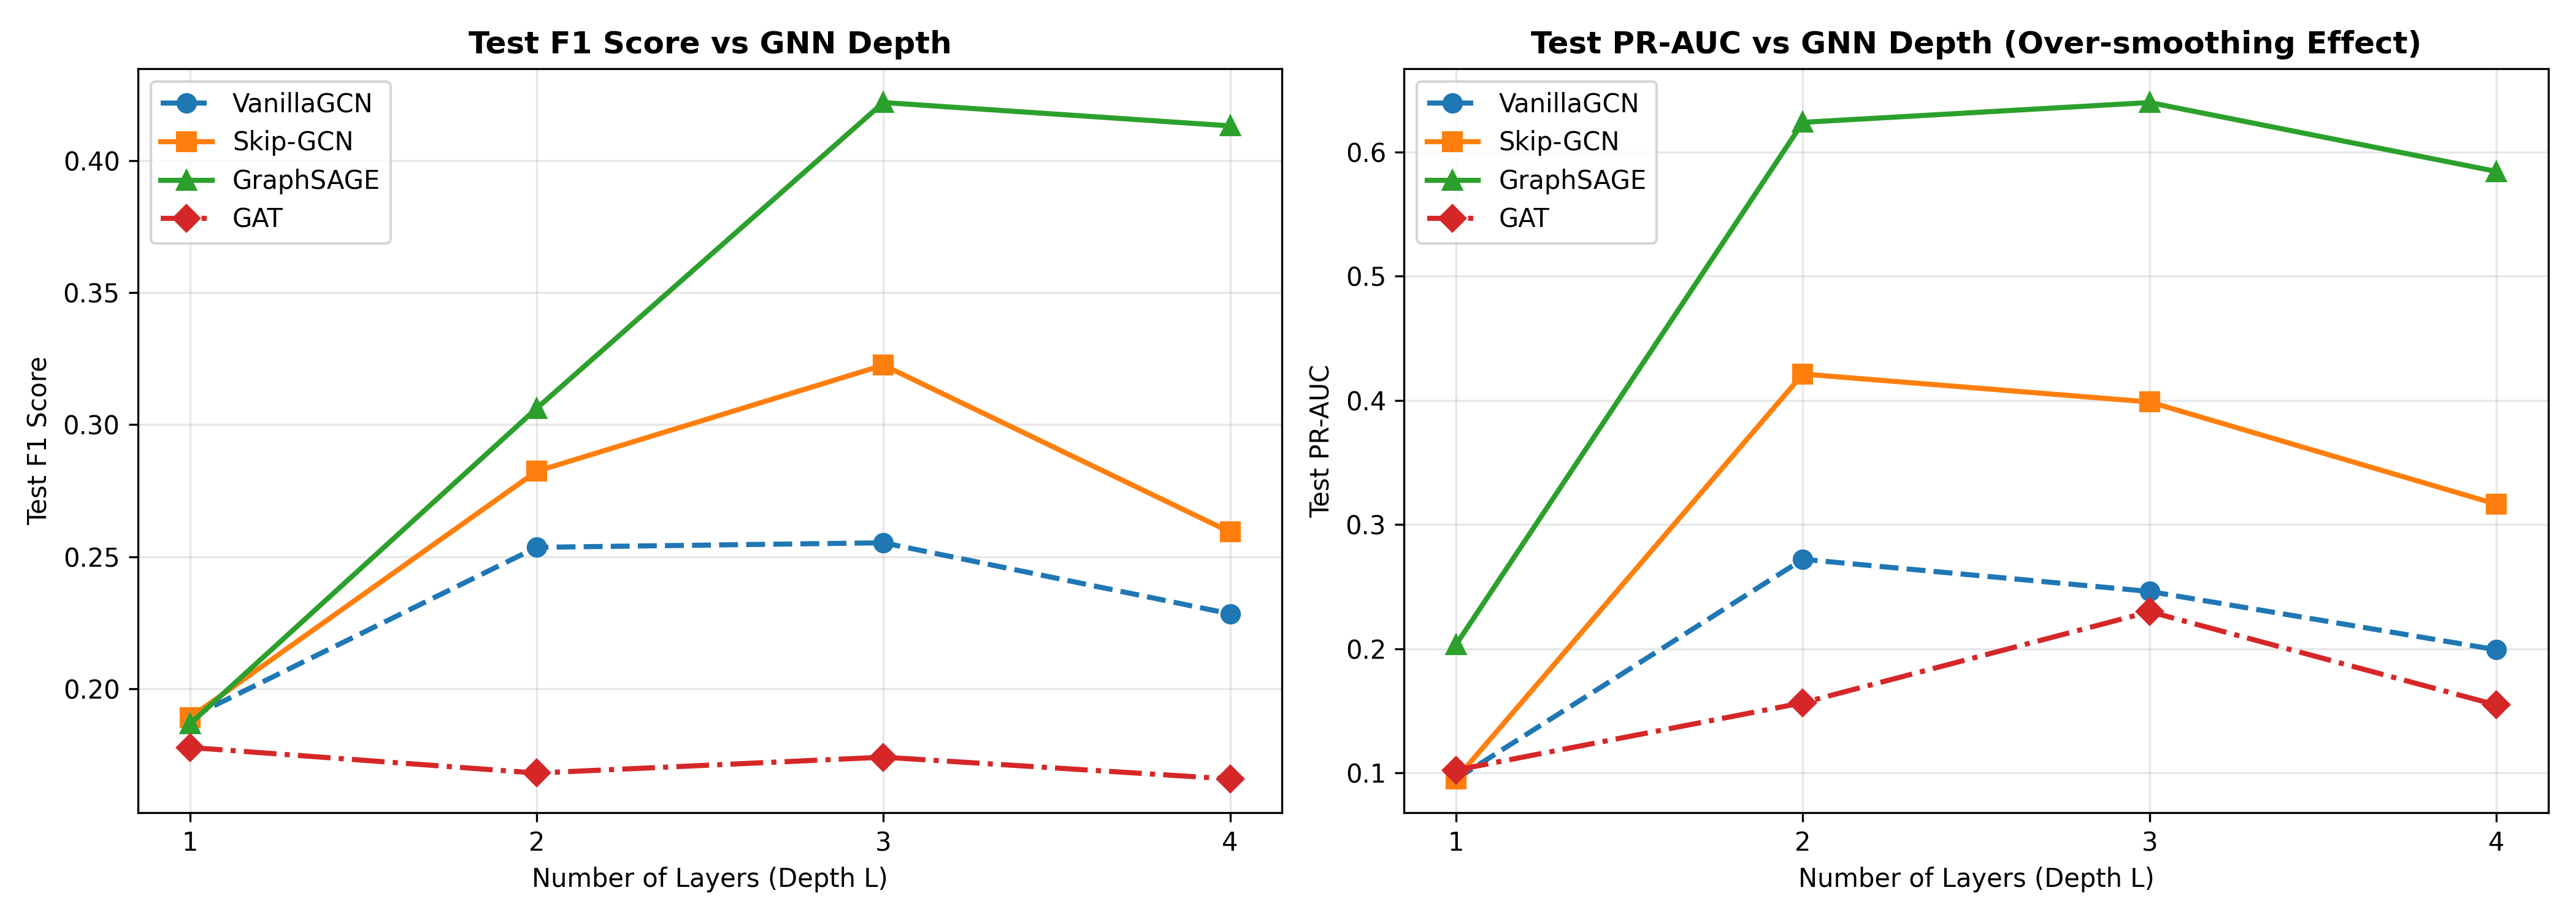 Test F1 Score vs GNN Depth
VanillaGCN
Skip-GCN
GraphSAGE
GAT
0.40
0.35
0.30
0.25
0.20
Test F1 Score
1 2 3 4
Number of Layers (Depth L)
Test PR-AUC vs GNN Depth (Over-smoothing Effect)
VanillaGCN
Skip-GCN
GraphSAGE
GAT
0.6
0.5
0.4
0.3
0.2
0.1
Test PR-AUC
1 2 3 4
Number of Layers (Depth L)